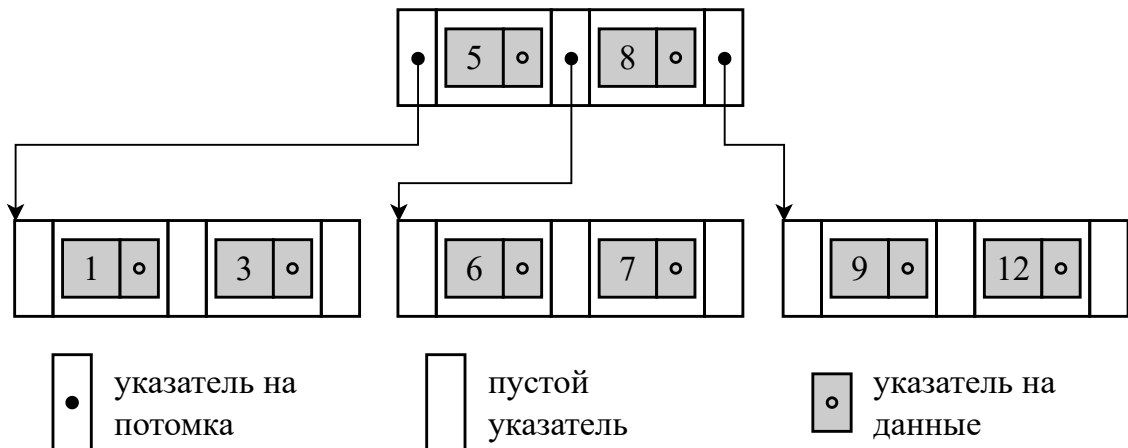 5 8
1 3 6 7 9 12
указатель на
потомка
пустой
указатель
указатель на
данные